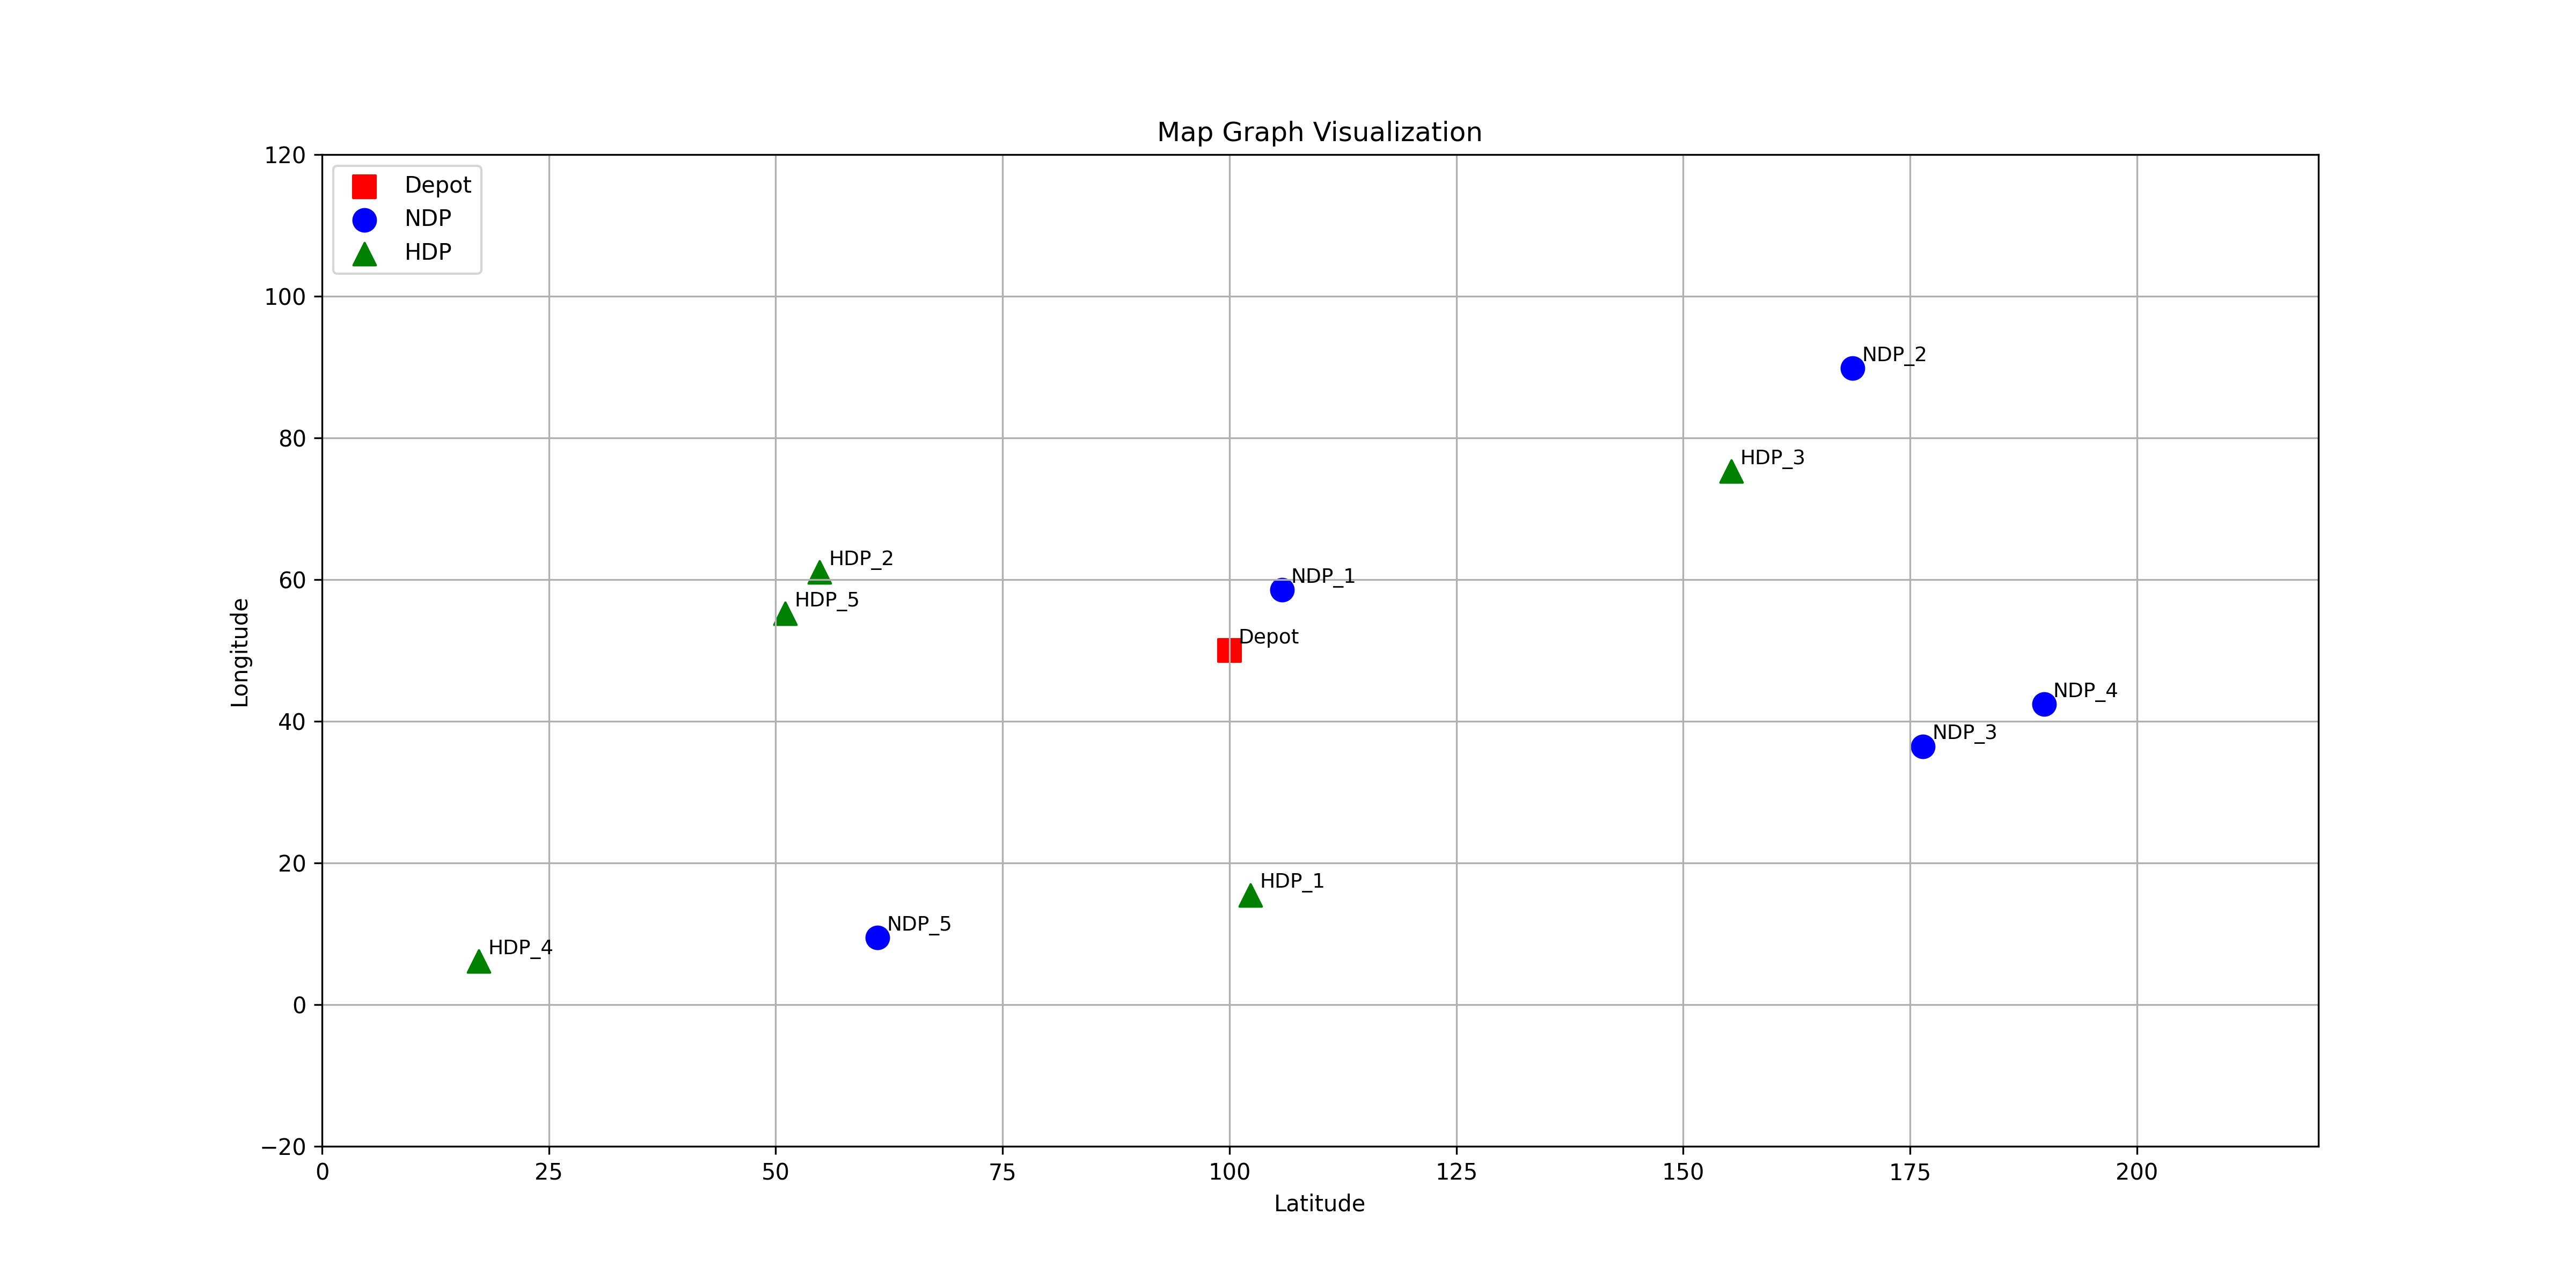 Map Graph Visualization
120
100
80
60
40
20
0
−20
Longitude
Depot
NDP
HDP
NDP_2
HDP_3
HDP_2
NDP_1
HDP_5
Depot
NDP_4
NDP_3
HDP_1
NDP_5
HDP_4
0 25 50 75 100 125 150 175 200
Latitude